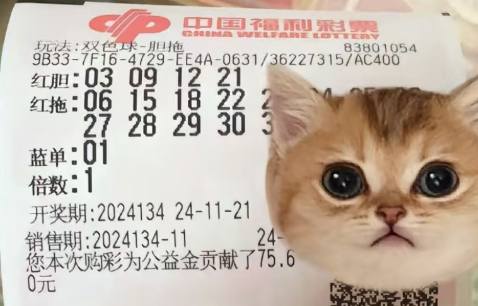 中国福利彩票
CHINA WELFARE LOTTERY
玩法:双色球-胆拖 83801054
9B33-7F16-4729-EE4A-0631/36227315/AC400
红胆:03 09 12 21
红拖:06 15 18 22
27 28 29 30
蓝单:01
倍数:1
开奖期:2024134 24-11-21
销售期:2024134-11 24-
您本次购彩为公益金贡献了75.6
0元